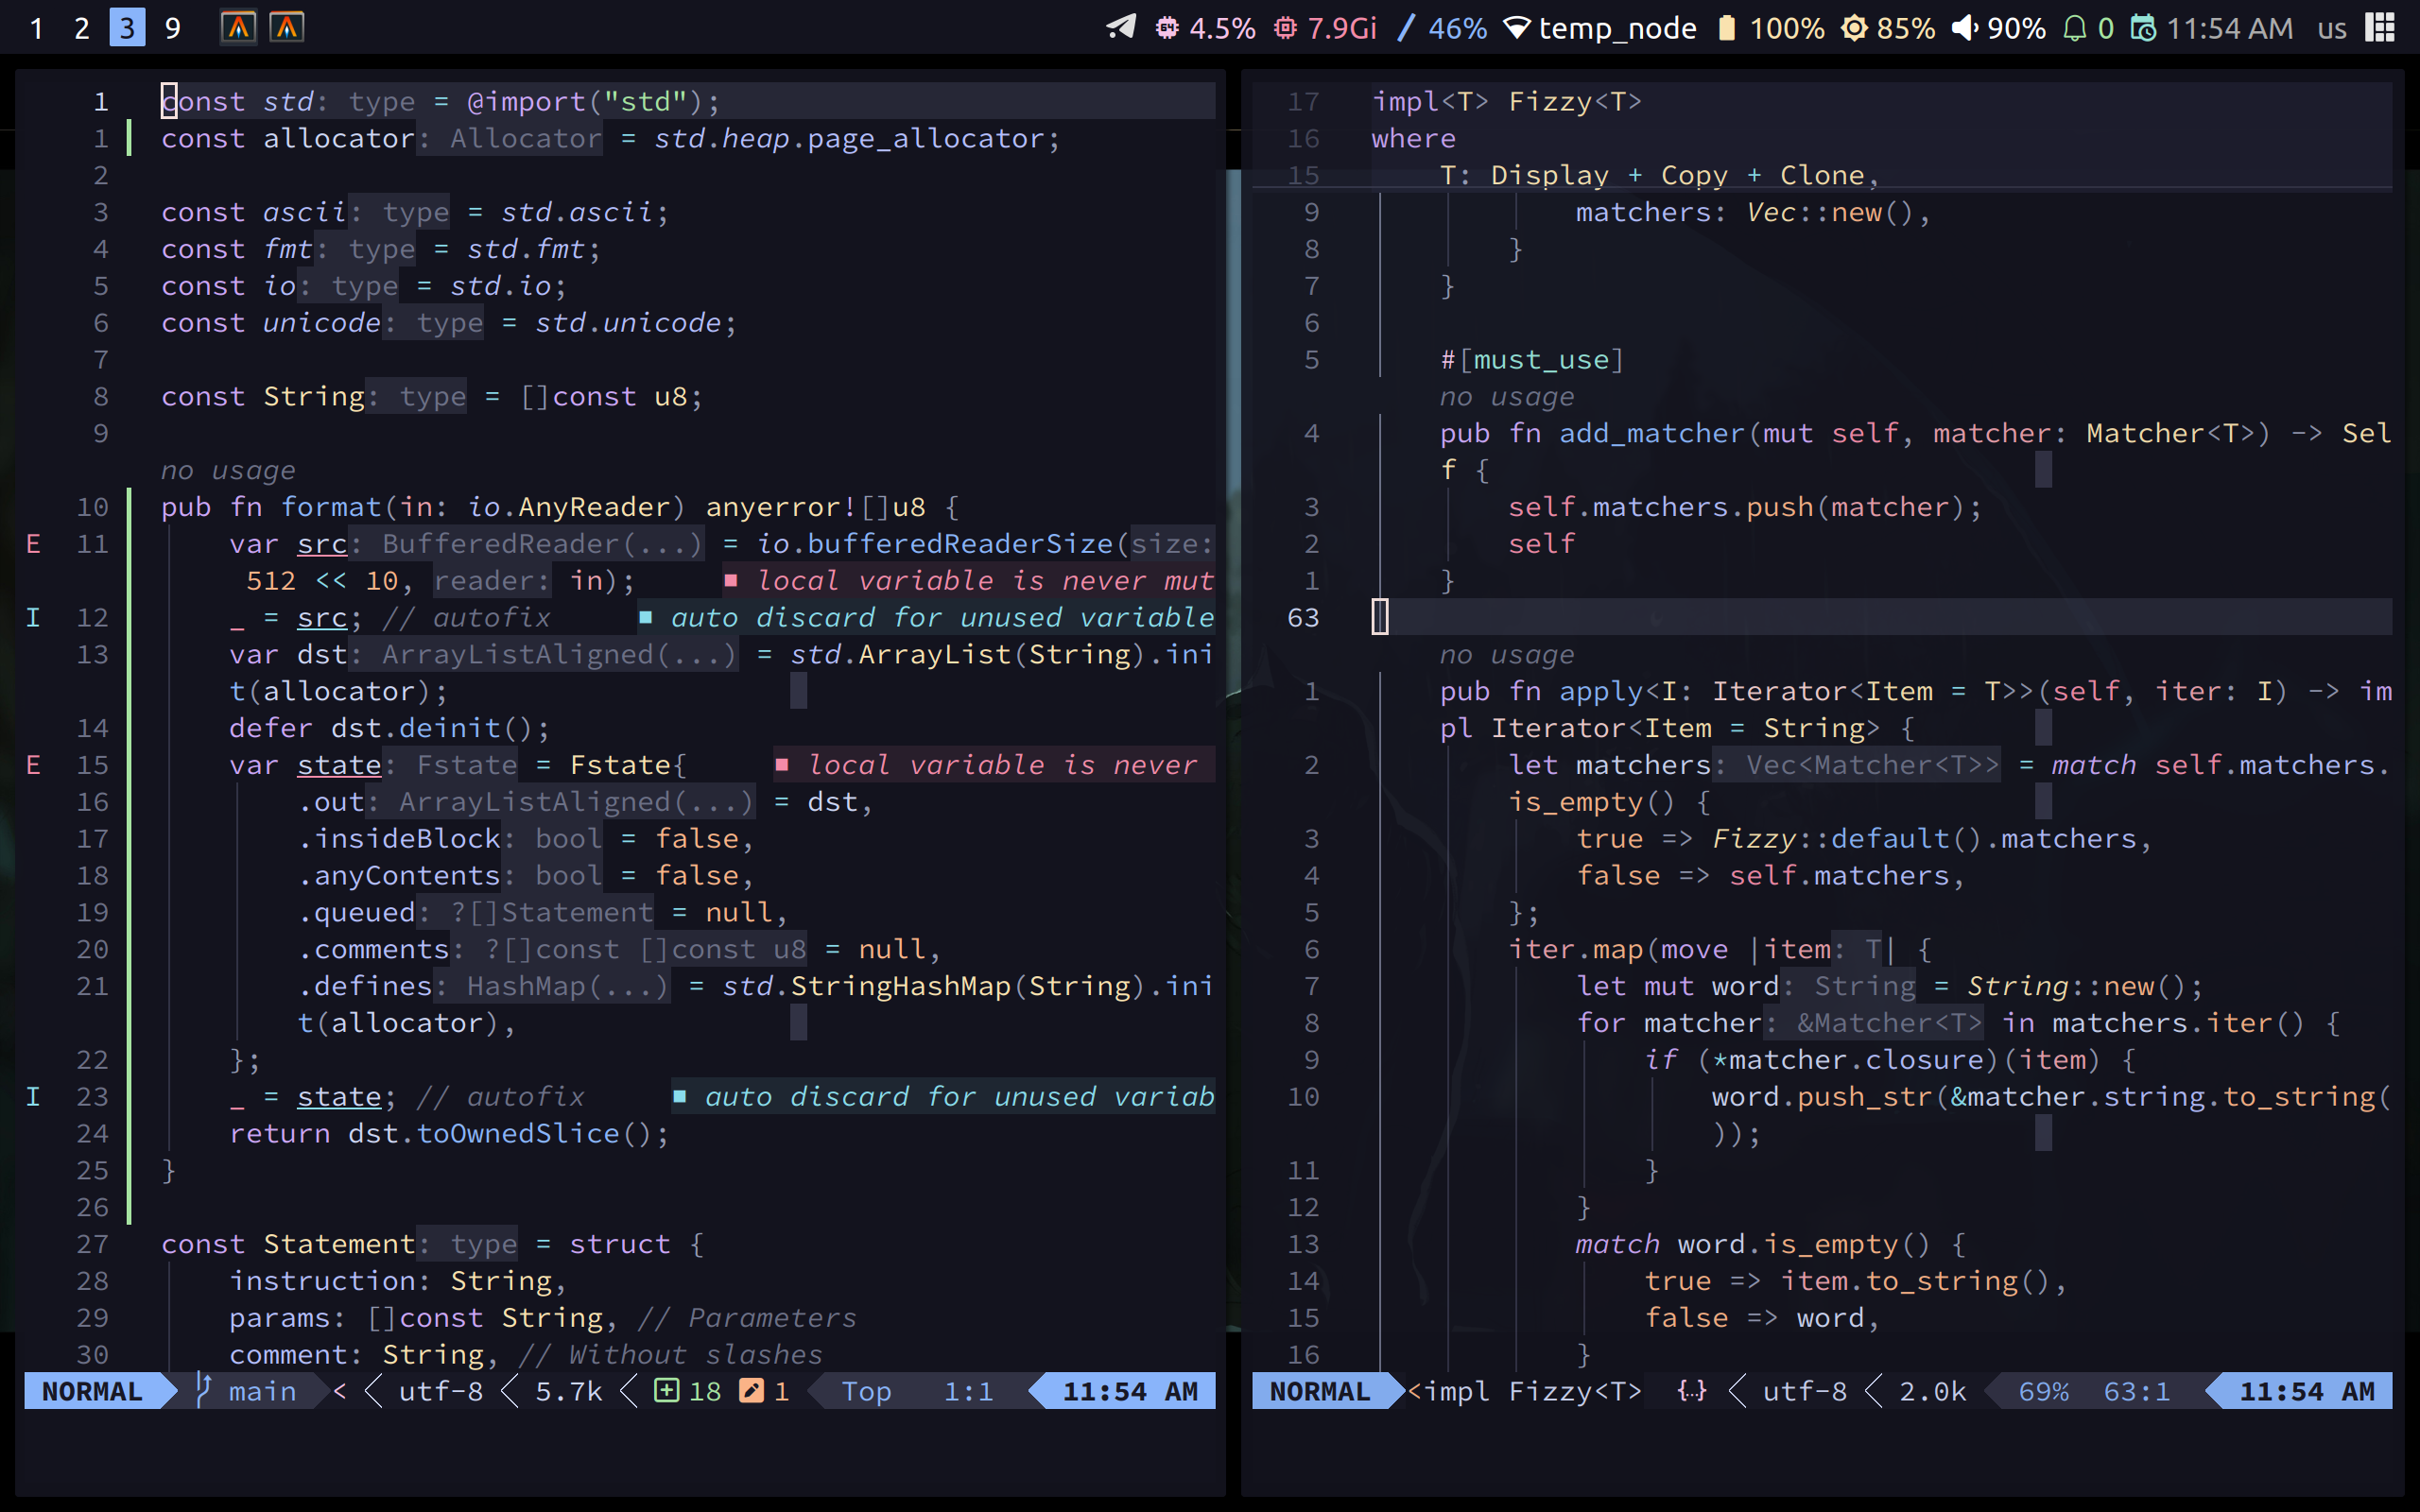 1 2 3 9 4.5% 7.9Gi / 46% temp_node 100% 85% 90% 0 11:54 AM us
1 const std: type = @import("std");
1 const allocator: Allocator = std.heap.page_allocator;
2
3 const ascii: type = std.ascii;
4 const fmt: type = std.fmt;
5 const io: type = std.io;
6 const unicode: type = std.unicode;
7
8 const String: type = []const u8;
9
no usage
10 pub fn format(in: io.AnyReader) anyerror![]u8 {
E 11 var src: BufferedReader(...) = io.bufferedReaderSize(size:
512 << 10, reader: in); ■ local variable is never mut
I 12 _ = src; // autofix ■ auto discard for unused variable
13 var dst: ArrayListAligned(...) = std.ArrayList(String).ini
t(allocator);
14 defer dst.deinit();
E 15 var state: Fstate = Fstate{ ■ local variable is never
16 .out: ArrayListAligned(...) = dst,
17 .insideBlock: bool = false,
18 .anyContents: bool = false,
19 .queued: ?[]Statement = null,
20 .comments: ?[]const []const u8 = null,
21 .defines: HashMap(...) = std.StringHashMap(String).ini
t(allocator),
22 };
I 23 _ = state; // autofix ■ auto discard for unused variab
24 return dst.toOwnedSlice();
25 }
26
27 const Statement: type = struct {
28 instruction: String,
29 params: []const String, // Parameters
30 comment: String, // Without slashes
NORMAL main < utf-8 5.7k 18 1 Top 1:1 11:54 AM
17 impl<T> Fizzy<T>
16 where
15 T: Display + Copy + Clone,
9 matchers: Vec::new(),
8 }
7 }
6
5 #[must_use]
no usage
4 pub fn add_matcher(mut self, matcher: Matcher<T>) -> Sel
f {
3 self.matchers.push(matcher);
2 self
1 }
63
no usage
1 pub fn apply<I: Iterator<Item = T>>(self, iter: I) -> im
pl Iterator<Item = String> {
2 let matchers: Vec<Matcher<T>> = match self.matchers.
is_empty() {
3 true => Fizzy::default().matchers,
4 false => self.matchers,
5 };
6 iter.map(move |item: T| {
7 let mut word: String = String::new();
8 for matcher: &Matcher<T> in matchers.iter() {
9 if (*matcher.closure)(item) {
10 word.push_str(&matcher.string.to_string(
));
11 }
12 }
13 match word.is_empty() {
14 true => item.to_string(),
15 false => word,
16 }
NORMAL <impl Fizzy<T> {..} utf-8 2.0k 69% 63:1 11:54 AM